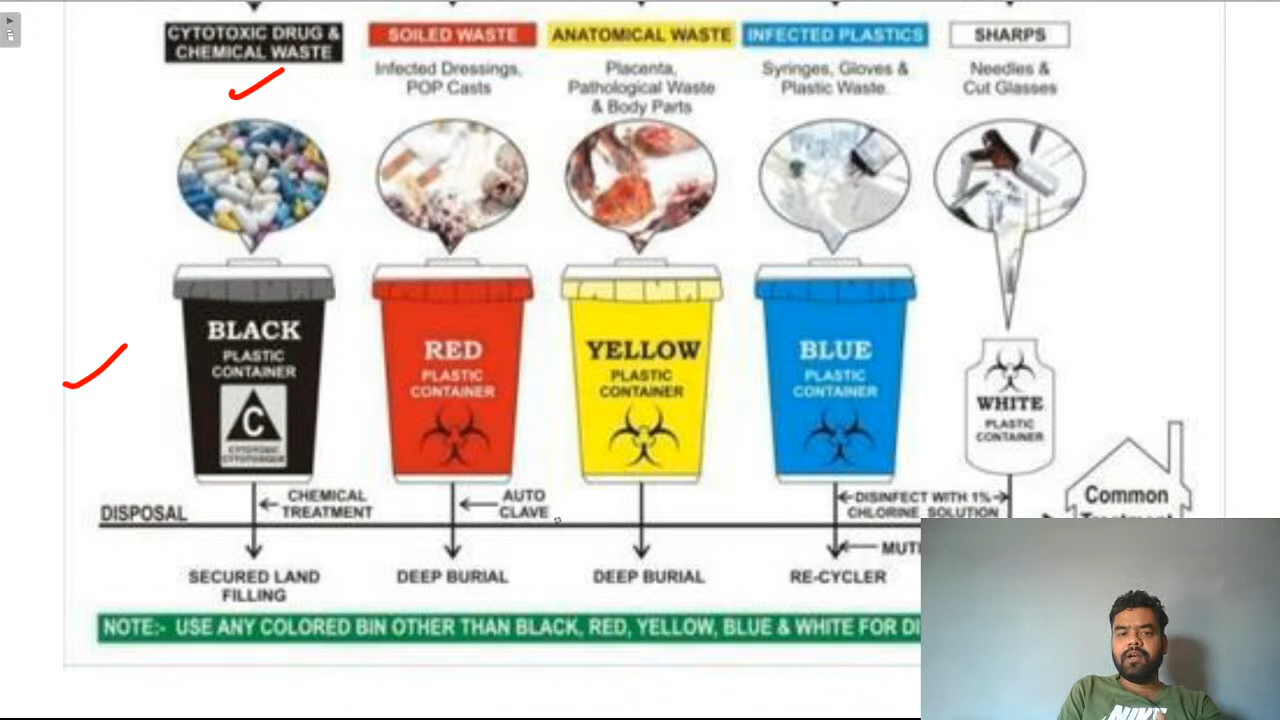 CYTOTOXIC DRUG &
CHEMICAL WASTE
SOILED WASTE
ANATOMICAL WASTE
INFECTED PLASTICS
SHARPS
Infected Dressings,
POP Casts
Placenta,
Pathological Waste
& Body Parts
Syringes, Gloves &
Plastic Waste.
Needles &
Cut Glasses
BLACK
PLASTIC
CONTAINER
C
CYTOTOXIC
CYTOTOXIQUE
RED
PLASTIC
CONTAINER
YELLOW
PLASTIC
CONTAINER
BLUE
PLASTIC
CONTAINER
WHITE
PLASTIC
CONTAINER
DISPOSAL
CHEMICAL
TREATMENT
AUTO
CLAVE
DISINFECT WITH 1%
CHLORINE SOLUTION
Common
MUTI
SECURED LAND
FILLING
DEEP BURIAL
DEEP BURIAL
RE-CYCLER
NOTE:- USE ANY COLORED BIN OTHER THAN BLACK, RED, YELLOW, BLUE & WHITE FOR DI
NIKE